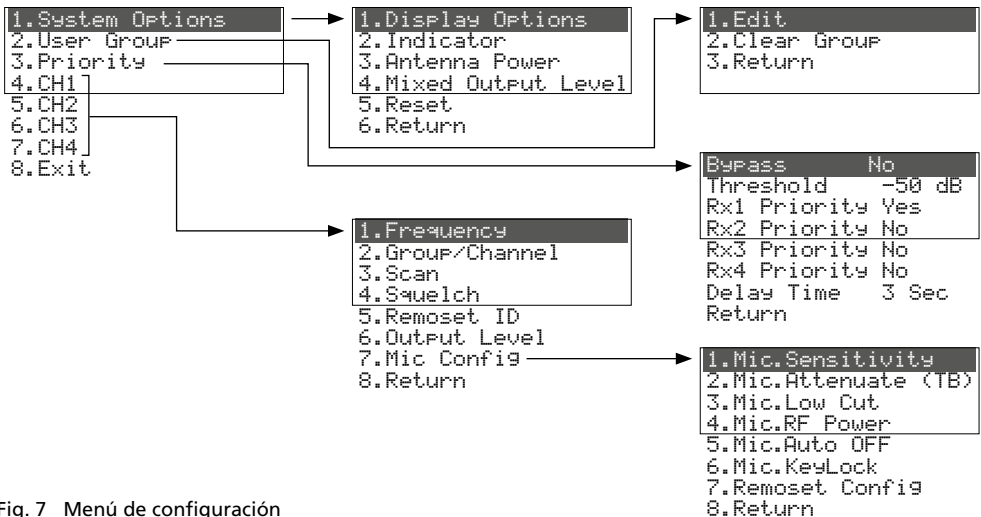 1.System Options
2.User Group
3.Priority
4.CH1
5.CH2
6.CH3
7.CH4
8.Exit
1.Display Options
2.Indicator
3.Antenna Power
4.Mixed Output Level
5.Reset
6.Return
1.Edit
2.Clear Group
3.Return
Bypass No
Threshold -50 dB
Rx1 Priority Yes
Rx2 Priority No
Rx3 Priority No
Rx4 Priority No
Delay Time 3 Sec
Return
1.Frequency
2.Group/Channel
3.Scan
4.Squelch
5.Remoset ID
6.Output Level
7.Mic Config
8.Return
1.Mic.Sensitivity
2.Mic.Attenuate (TB)
3.Mic.Low Cut
4.Mic.RF Power
5.Mic.Auto OFF
6.Mic.KeyLock
7.Remoset Config
8.Return
Fig. 7 Menú de configuración